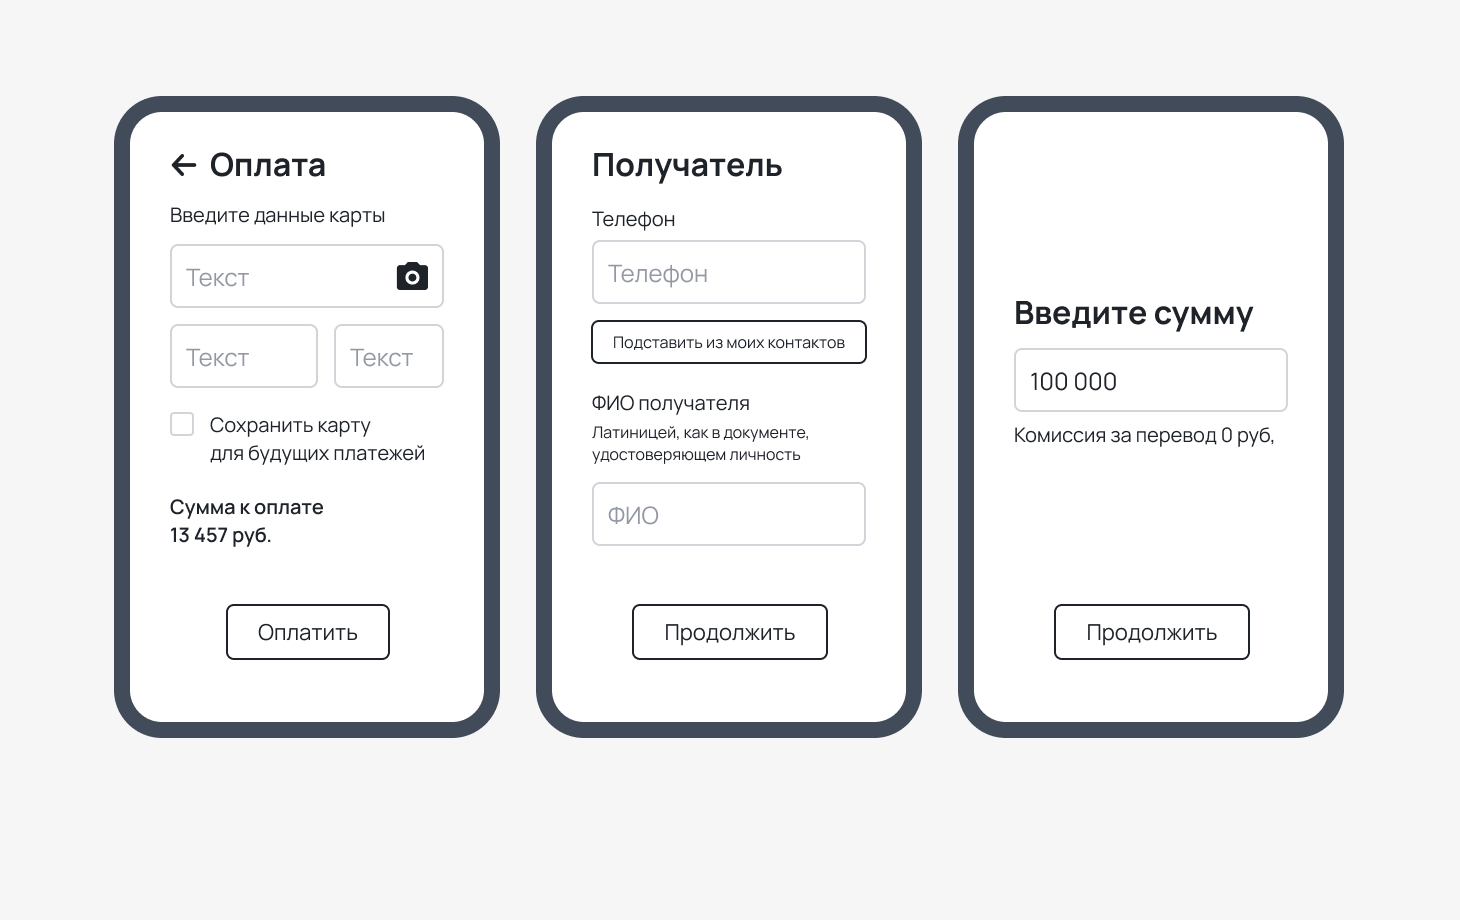 Оплата
Введите данные карты
Текст
Текст
Текст
Сохранить карту
для будущих платежей
Сумма к оплате
13 457 руб.
Оплатить
Получатель
Телефон
Телефон
Подставить из моих контактов
ФИО получателя
Латиницей, как в документе,
удостоверяющем личность
ФИО
Продолжить
Введите сумму
100 000
Комиссия за перевод 0 руб,
Продолжить